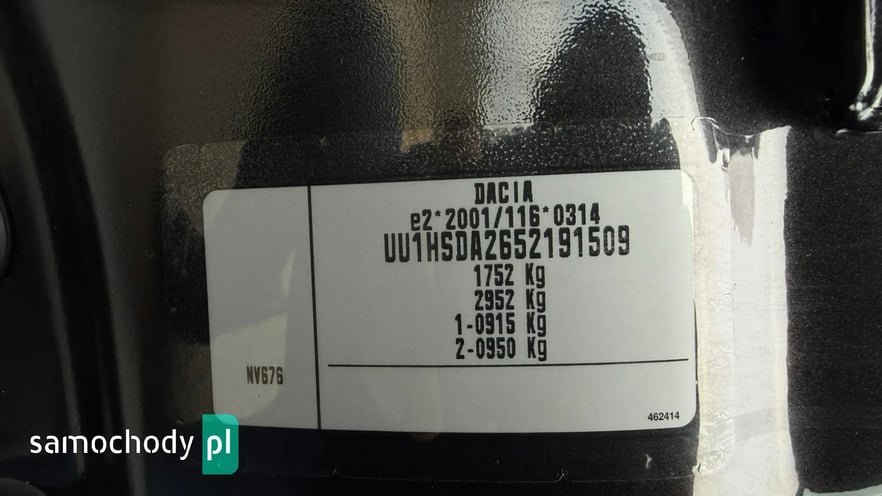 DACIA
e2*2001/116*0314
UU1HSDA2652191509
1752 Kg
2952 Kg
1-0915 Kg
2-0950 Kg
NV676
462414
samochody pl